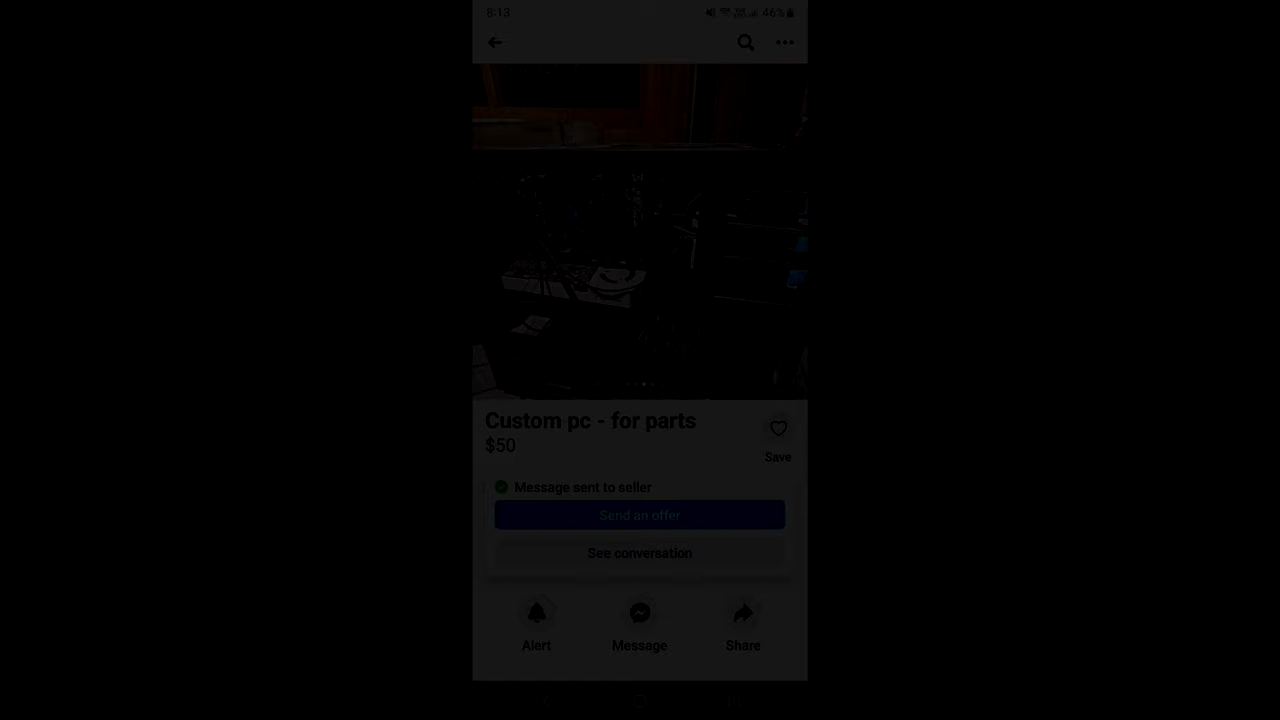 8:13
46%
Custom pc - for parts
$50
Save
Message sent to seller
Send an offer
See conversation
Alert
Message
Share